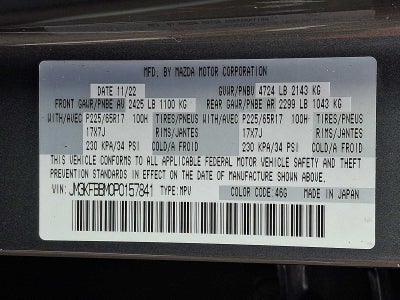 MFD. BY MAZDA MOTOR CORPORATION
DATE 11/22 GVWR/PNBV 4724 LB 2143 KG
FRONT GAWR/PNBE AV 2425 LB 1100 KG REAR GAWR/PNBE AR 2299 LB 1043 KG
WITH/AVEC P225/65R17 100H TIRES/PNEUS WITH/AVEC P225/65R17 100H TIRES/PNEUS
17X7J RIMS/JANTES 17X7J RIMS/JANTES
230 KPA/34 PSI COLD/A FROID 230 KPA/34 PSI COLD/A FROID
THIS VEHICLE CONFORMS TO ALL APPLICABLE FEDERAL MOTOR VEHICLE SAFETY AND THEFT
PREVENTION STANDARDS IN EFFECT ON THE DATE OF MANUFACTURE SHOWN ABOVE.
VIN: JM3KFBBM0P0157841 TYPE:MPV COLOR CODE:46G MADE IN JAPAN